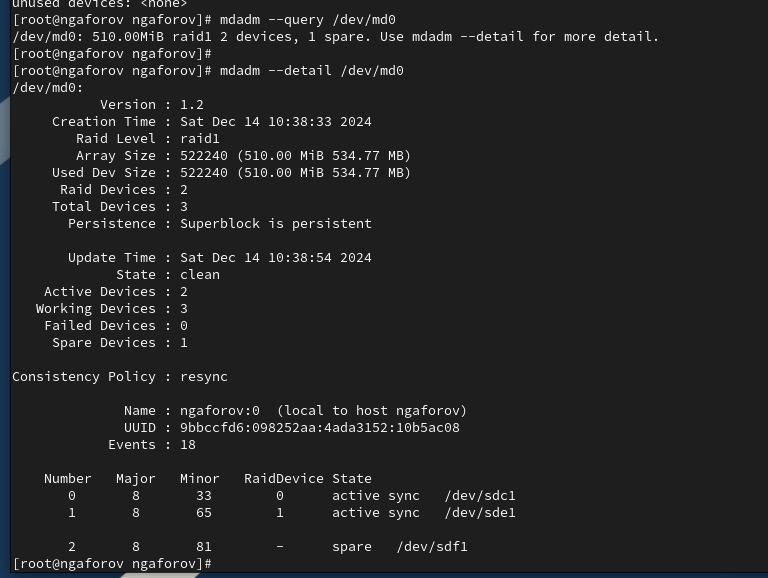 unused devices: <none>
[root@ngaforov ngaforov]# mdadm --query /dev/md0
/dev/md0: 510.00MiB raid1 2 devices, 1 spare. Use mdadm --detail for more detail.
[root@ngaforov ngaforov]#
[root@ngaforov ngaforov]# mdadm --detail /dev/md0
/dev/md0:
           Version : 1.2
     Creation Time : Sat Dec 14 10:38:33 2024
        Raid Level : raid1
        Array Size : 522240 (510.00 MiB 534.77 MB)
     Used Dev Size : 522240 (510.00 MiB 534.77 MB)
      Raid Devices : 2
     Total Devices : 3
       Persistence : Superblock is persistent

       Update Time : Sat Dec 14 10:38:54 2024
             State : clean
    Active Devices : 2
   Working Devices : 3
    Failed Devices : 0
     Spare Devices : 1

Consistency Policy : resync

              Name : ngaforov:0  (local to host ngaforov)
              UUID : 9bbccfd6:098252aa:4ada3152:10b5ac08
            Events : 18

    Number   Major   Minor   RaidDevice State
       0       8       33        0      active sync   /dev/sdc1
       1       8       65        1      active sync   /dev/sde1

       2       8       81        -      spare   /dev/sdf1
[root@ngaforov ngaforov]#